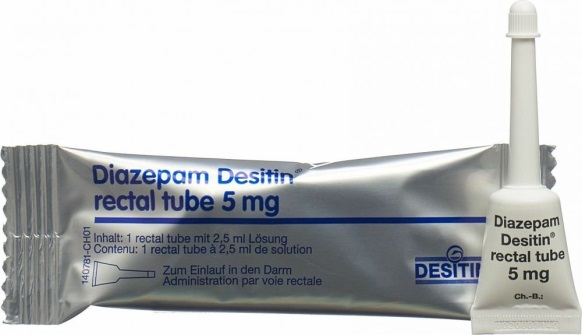 Diazepam Desitin®
rectal tube 5 mg
Inhalt: 1 rectal tube mit 2,5 ml Lösung
Contenu: 1 rectal tube à 2,5 ml de solution
Zum Einlauf in den Darm
Administration par voie rectale
140781-CH01
DESITIN
Diazepam
Desitin®
rectal tube
5 mg
Ch.-B.: